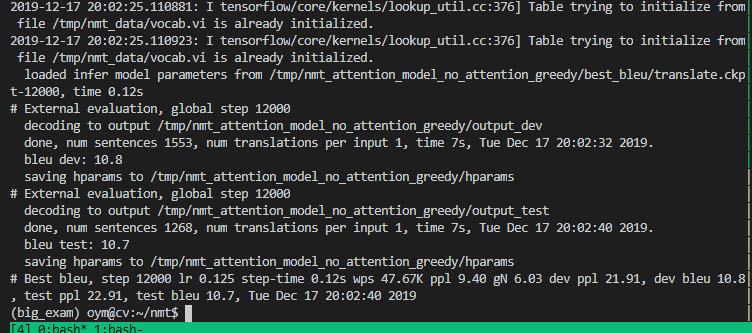 2019-12-17 20:02:25.110881: I tensorflow/core/kernels/lookup_util.cc:376] Table trying to initialize from
 file /tmp/nmt_data/vocab.vi is already initialized.
2019-12-17 20:02:25.110923: I tensorflow/core/kernels/lookup_util.cc:376] Table trying to initialize from
 file /tmp/nmt_data/vocab.vi is already initialized.
  loaded infer model parameters from /tmp/nmt_attention_model_no_attention_greedy/best_bleu/translate.ckp
t-12000, time 0.12s
# External evaluation, global step 12000
  decoding to output /tmp/nmt_attention_model_no_attention_greedy/output_dev
  done, num sentences 1553, num translations per input 1, time 7s, Tue Dec 17 20:02:32 2019.
  bleu dev: 10.8
  saving hparams to /tmp/nmt_attention_model_no_attention_greedy/hparams
# External evaluation, global step 12000
  decoding to output /tmp/nmt_attention_model_no_attention_greedy/output_test
  done, num sentences 1268, num translations per input 1, time 7s, Tue Dec 17 20:02:40 2019.
  bleu test: 10.7
  saving hparams to /tmp/nmt_attention_model_no_attention_greedy/hparams
# Best bleu, step 12000 lr 0.125 step-time 0.12s wps 47.67K ppl 9.40 gN 6.03 dev ppl 21.91, dev bleu 10.8
, test ppl 22.91, test bleu 10.7, Tue Dec 17 20:02:40 2019
(big_exam) oym@cv:~/nmt$
[4] 0:bash* 1:bash-